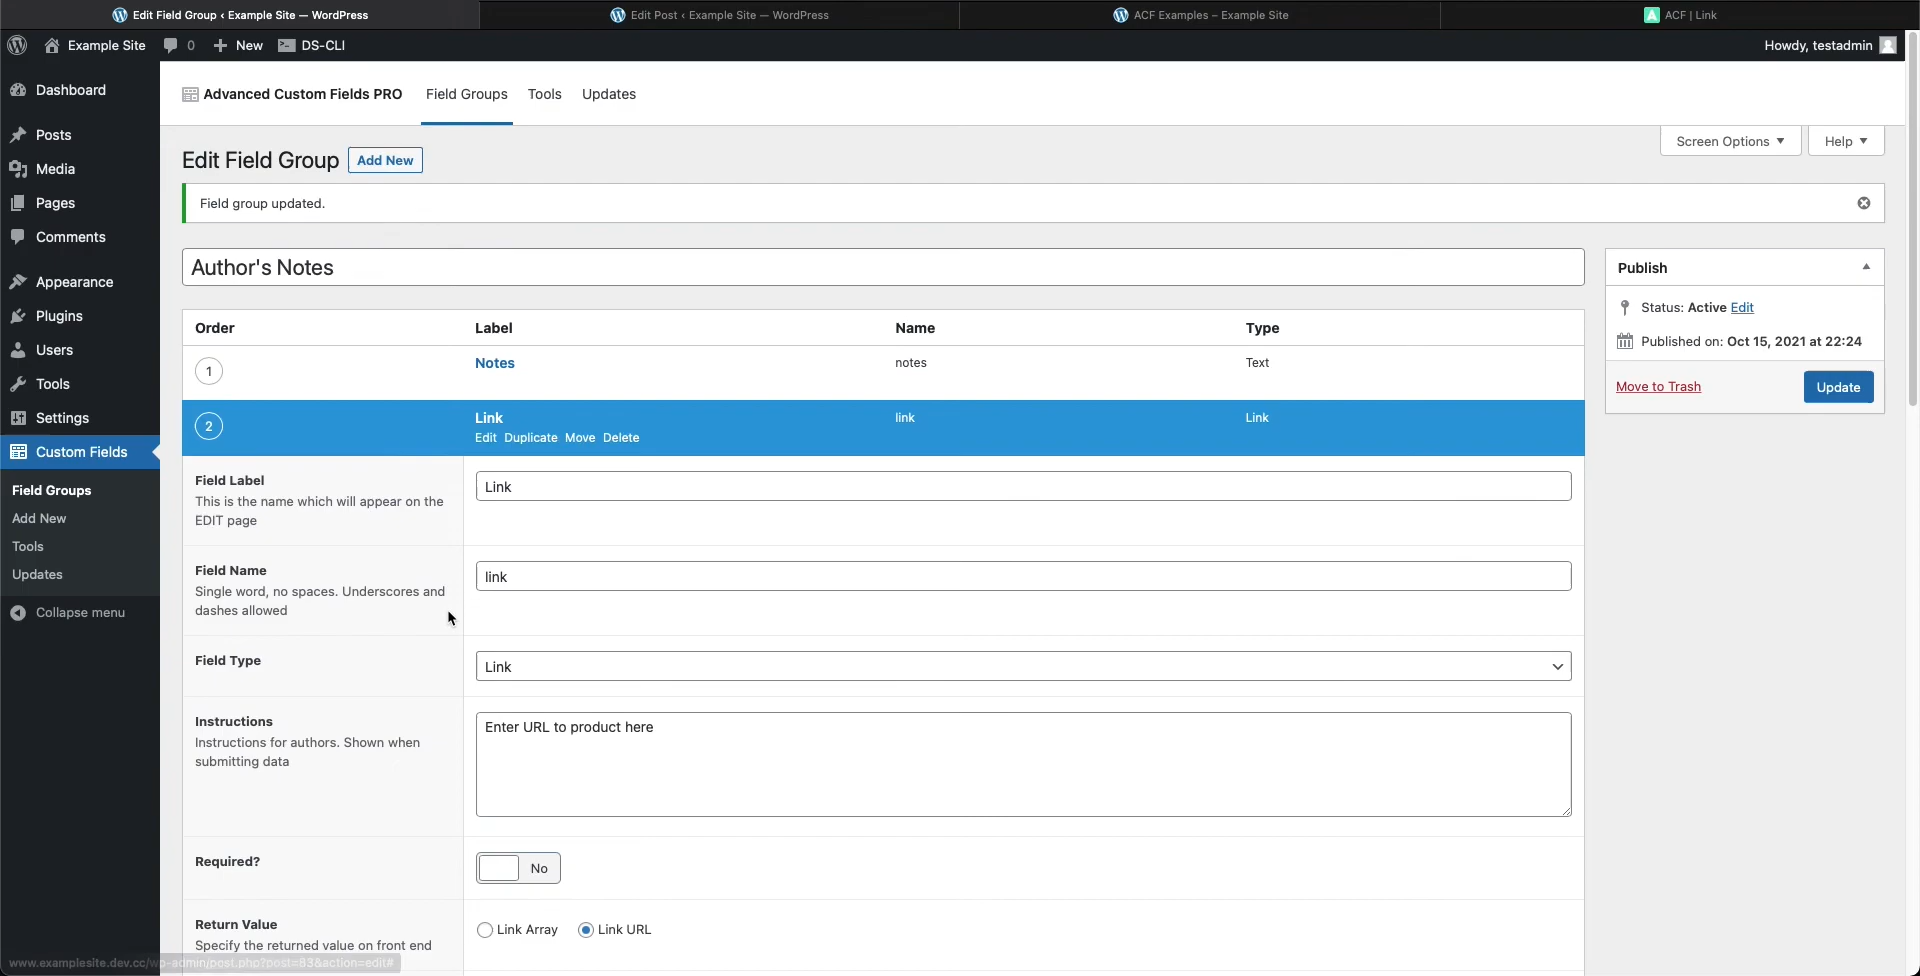 Edit Field Group ‹ Example Site — WordPress
Edit Post ‹ Example Site — WordPress
ACF Examples – Example Site
ACF | Link
Example Site
0
New
DS-CLI
Howdy, testadmin
Dashboard
Posts
Media
Pages
Comments
Appearance
Plugins
Users
Tools
Settings
Custom Fields
Field Groups
Add New
Tools
Updates
Collapse menu
Advanced Custom Fields PRO
Field Groups
Tools
Updates
Screen Options
Help
Edit Field Group
Add New
Field group updated.
Author's Notes
Order
Label
Name
Type
1
Notes
notes
Text
2
Link
link
Link
Edit Duplicate Move Delete
Field Label
This is the name which will appear on the
EDIT page
Link
Field Name
Single word, no spaces. Underscores and
dashes allowed
link
Field Type
Link
Instructions
Instructions for authors. Shown when
submitting data
Enter URL to product here
Required?
No
Return Value
Specify the returned value on front end
Link Array
Link URL
Publish
Status: Active Edit
Published on: Oct 15, 2021 at 22:24
Move to Trash
Update
www.examplesite.dev.cc/wp-admin/post.php?post=83&action=edit#